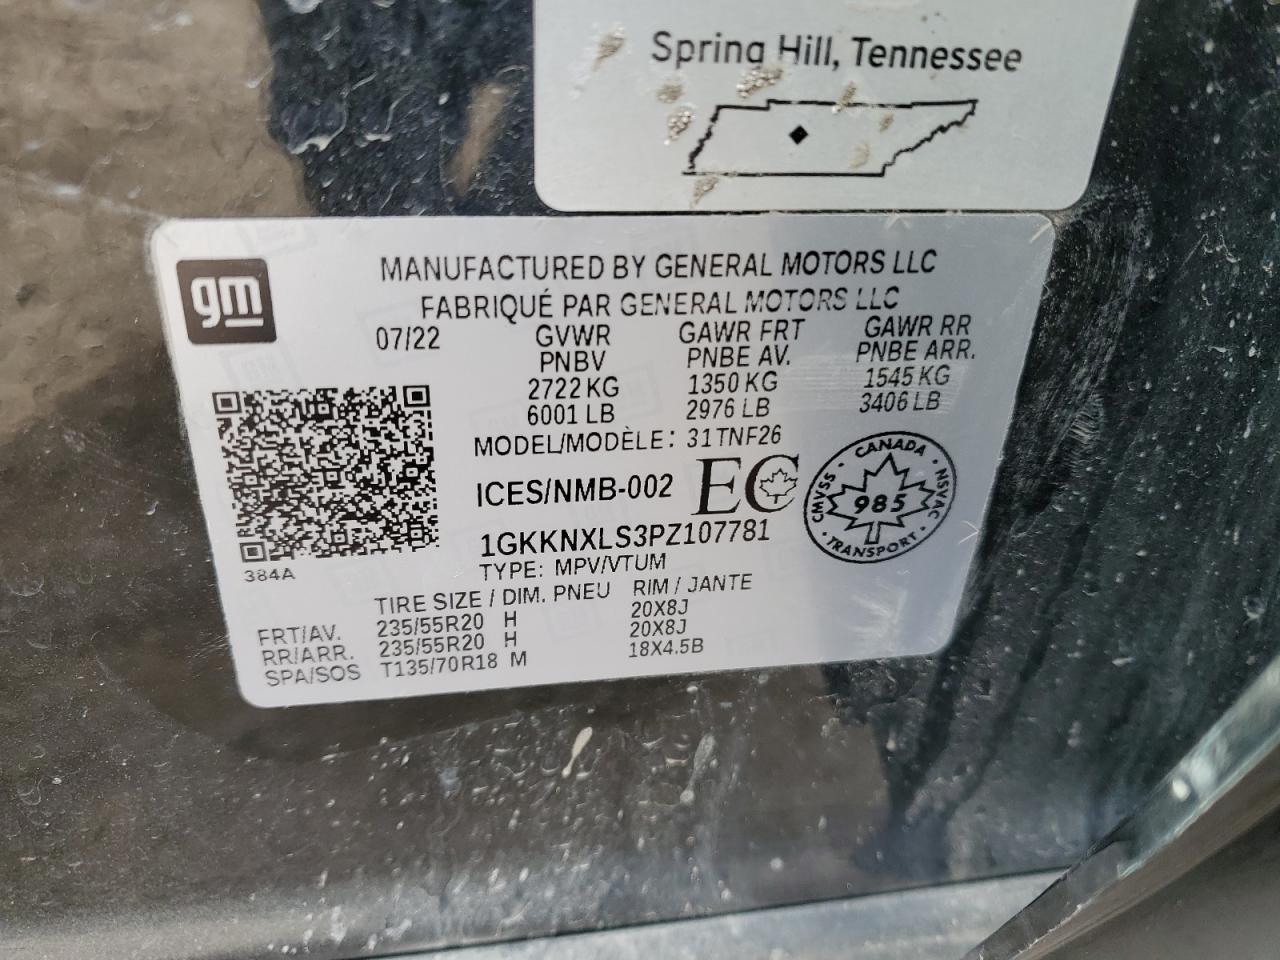 Spring Hill, Tennessee
gm
MANUFACTURED BY GENERAL MOTORS LLC
FABRIQUÉ PAR GENERAL MOTORS LLC
07/22 GVWR GAWR FRT GAWR RR
PNBV PNBE AV. PNBE ARR.
2722 KG 1350 KG 1545 KG
6001 LB 2976 LB 3406 LB
MODEL/MODÈLE: 31TNF26
ICES/NMB-002 EC
CANADA
CMVSS 985 NSVAC
TRANSPORT
1GKKNXLS3PZ107781
384A TYPE: MPV/VTUM
TIRE SIZE / DIM. PNEU RIM / JANTE
FRT/AV. 235/55R20 H 20X8J
RR/ARR. 235/55R20 H 20X8J
SPA/SOS T135/70R18 M 18X4.5B